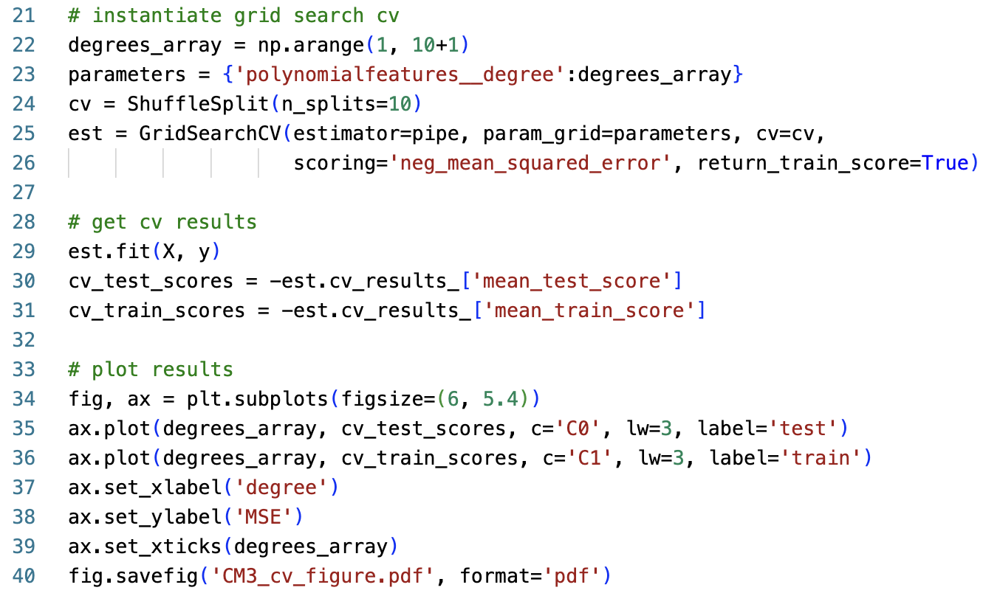 21 # instantiate grid search cv
22 degrees_array = np.arange(1, 10+1)
23 parameters = {'polynomialfeatures__degree':degrees_array}
24 cv = ShuffleSplit(n_splits=10)
25 est = GridSearchCV(estimator=pipe, param_grid=parameters, cv=cv,
26                    scoring='neg_mean_squared_error', return_train_score=True)
27
28 # get cv results
29 est.fit(X, y)
30 cv_test_scores = -est.cv_results_['mean_test_score']
31 cv_train_scores = -est.cv_results_['mean_train_score']
32
33 # plot results
34 fig, ax = plt.subplots(figsize=(6, 5.4))
35 ax.plot(degrees_array, cv_test_scores, c='C0', lw=3, label='test')
36 ax.plot(degrees_array, cv_train_scores, c='C1', lw=3, label='train')
37 ax.set_xlabel('degree')
38 ax.set_ylabel('MSE')
39 ax.set_xticks(degrees_array)
40 fig.savefig('CM3_cv_figure.pdf', format='pdf')